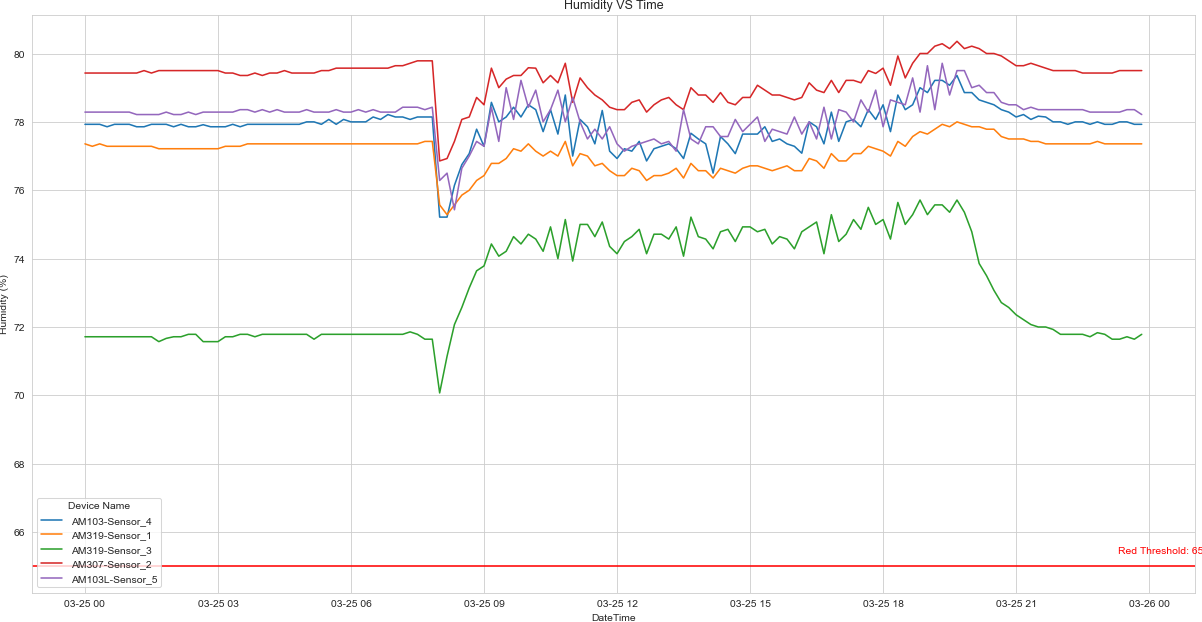 Humidity VS Time
Humidity (%)
80
78
76
74
72
70
68
66
Red Threshold: 65
Device Name
AM103-Sensor_4
AM319-Sensor_1
AM319-Sensor_3
AM307-Sensor_2
AM103L-Sensor_5
03-25 00
03-25 03
03-25 06
03-25 09
03-25 12
03-25 15
03-25 18
03-25 21
03-26 00
DateTime